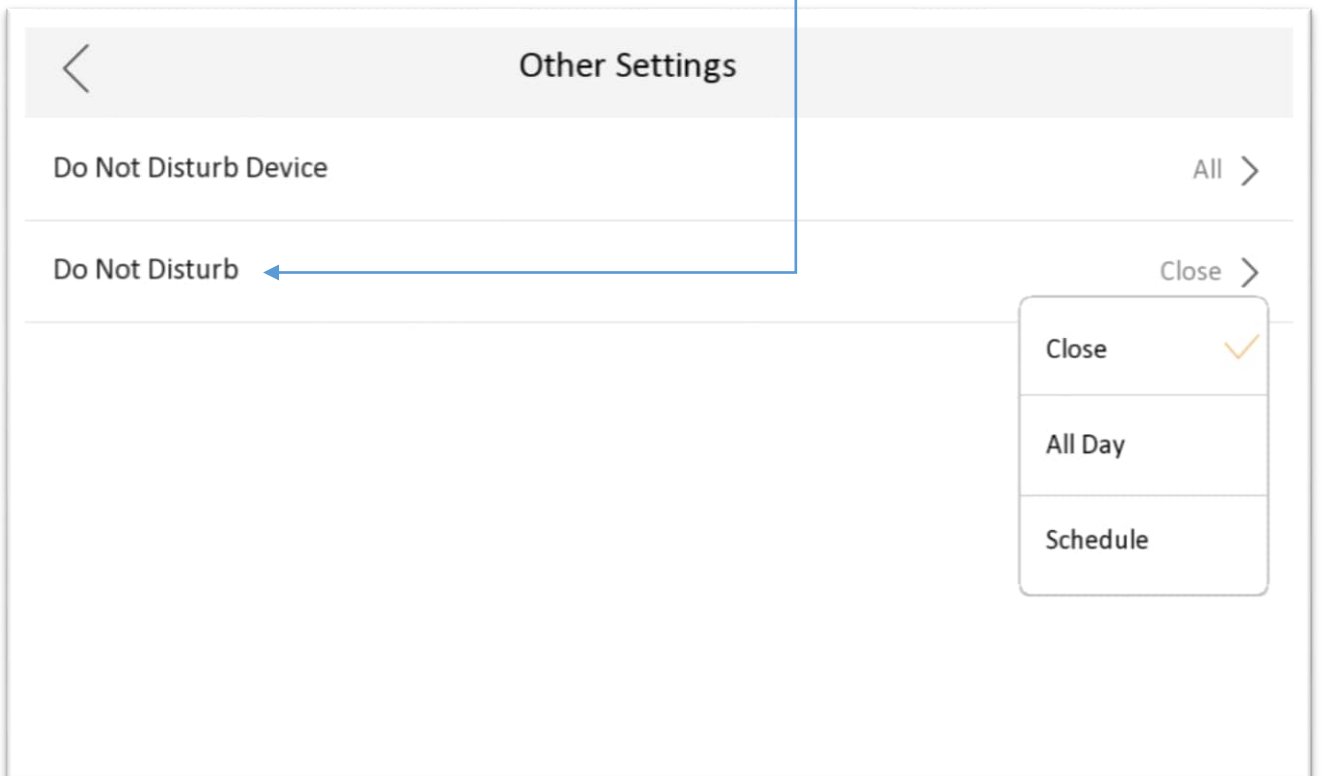 Other Settings
Do Not Disturb Device
All
Do Not Disturb
Close
Close
All Day
Schedule